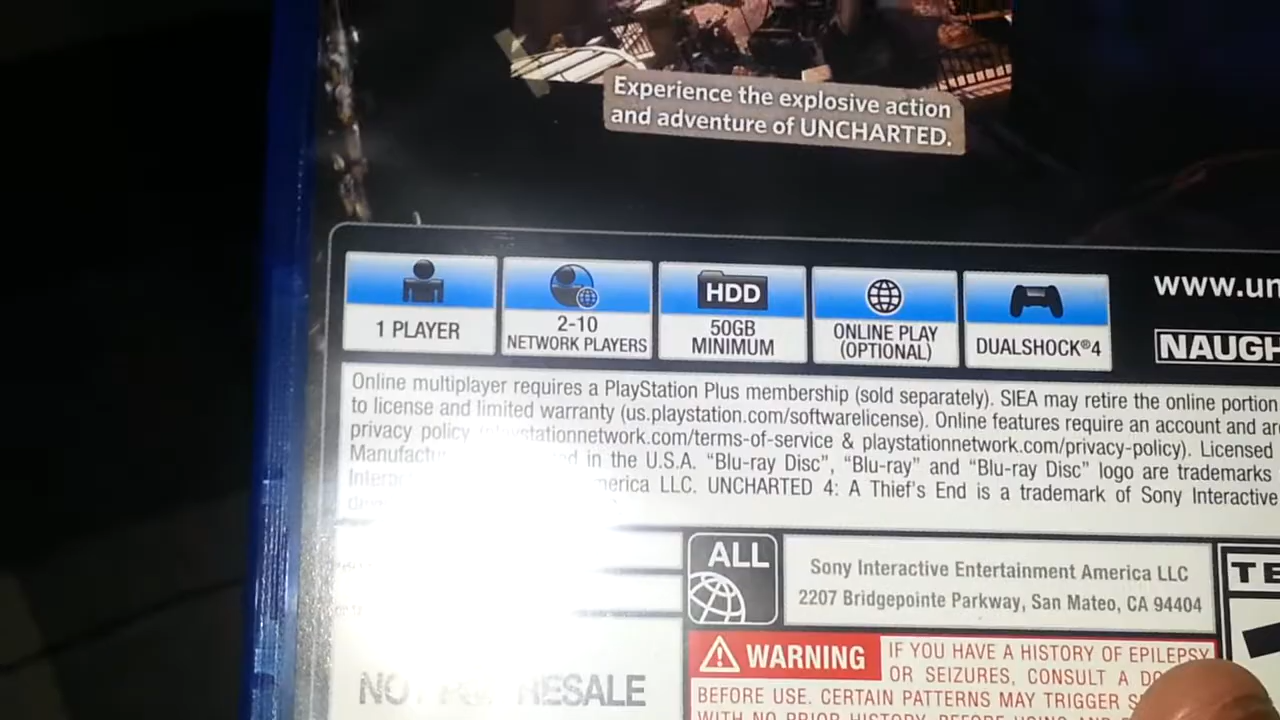 Experience the explosive action
and adventure of UNCHARTED.
www.un
1 PLAYER
2-10
NETWORK PLAYERS
HDD
50GB
MINIMUM
ONLINE PLAY
(OPTIONAL)
DUALSHOCK®4
NAUGH
Online multiplayer requires a PlayStation Plus membership (sold separately). SIEA may retire the online portion
to license and limited warranty (us.playstation.com/softwarelicense). Online features require an account and are
privacy policy stationnetwork.com/terms-of-service & playstationnetwork.com/privacy-policy). Licensed
in the U.S.A. “Blu-ray Disc”, “Blu-ray” and “Blu-ray Disc” logo are trademarks
LLC. UNCHARTED 4: A Thief's End is a trademark of Sony Interactive
ALL
Sony Interactive Entertainment America LLC
2207 Bridgepointe Parkway, San Mateo, CA 94404
TE
WARNING
IF YOU HAVE A HISTORY OF EPILEPSY
OR SEIZURES, CONSULT A
BEFORE USE. CERTAIN PATTERNS MAY TRIGGER
NOT FOR RESALE